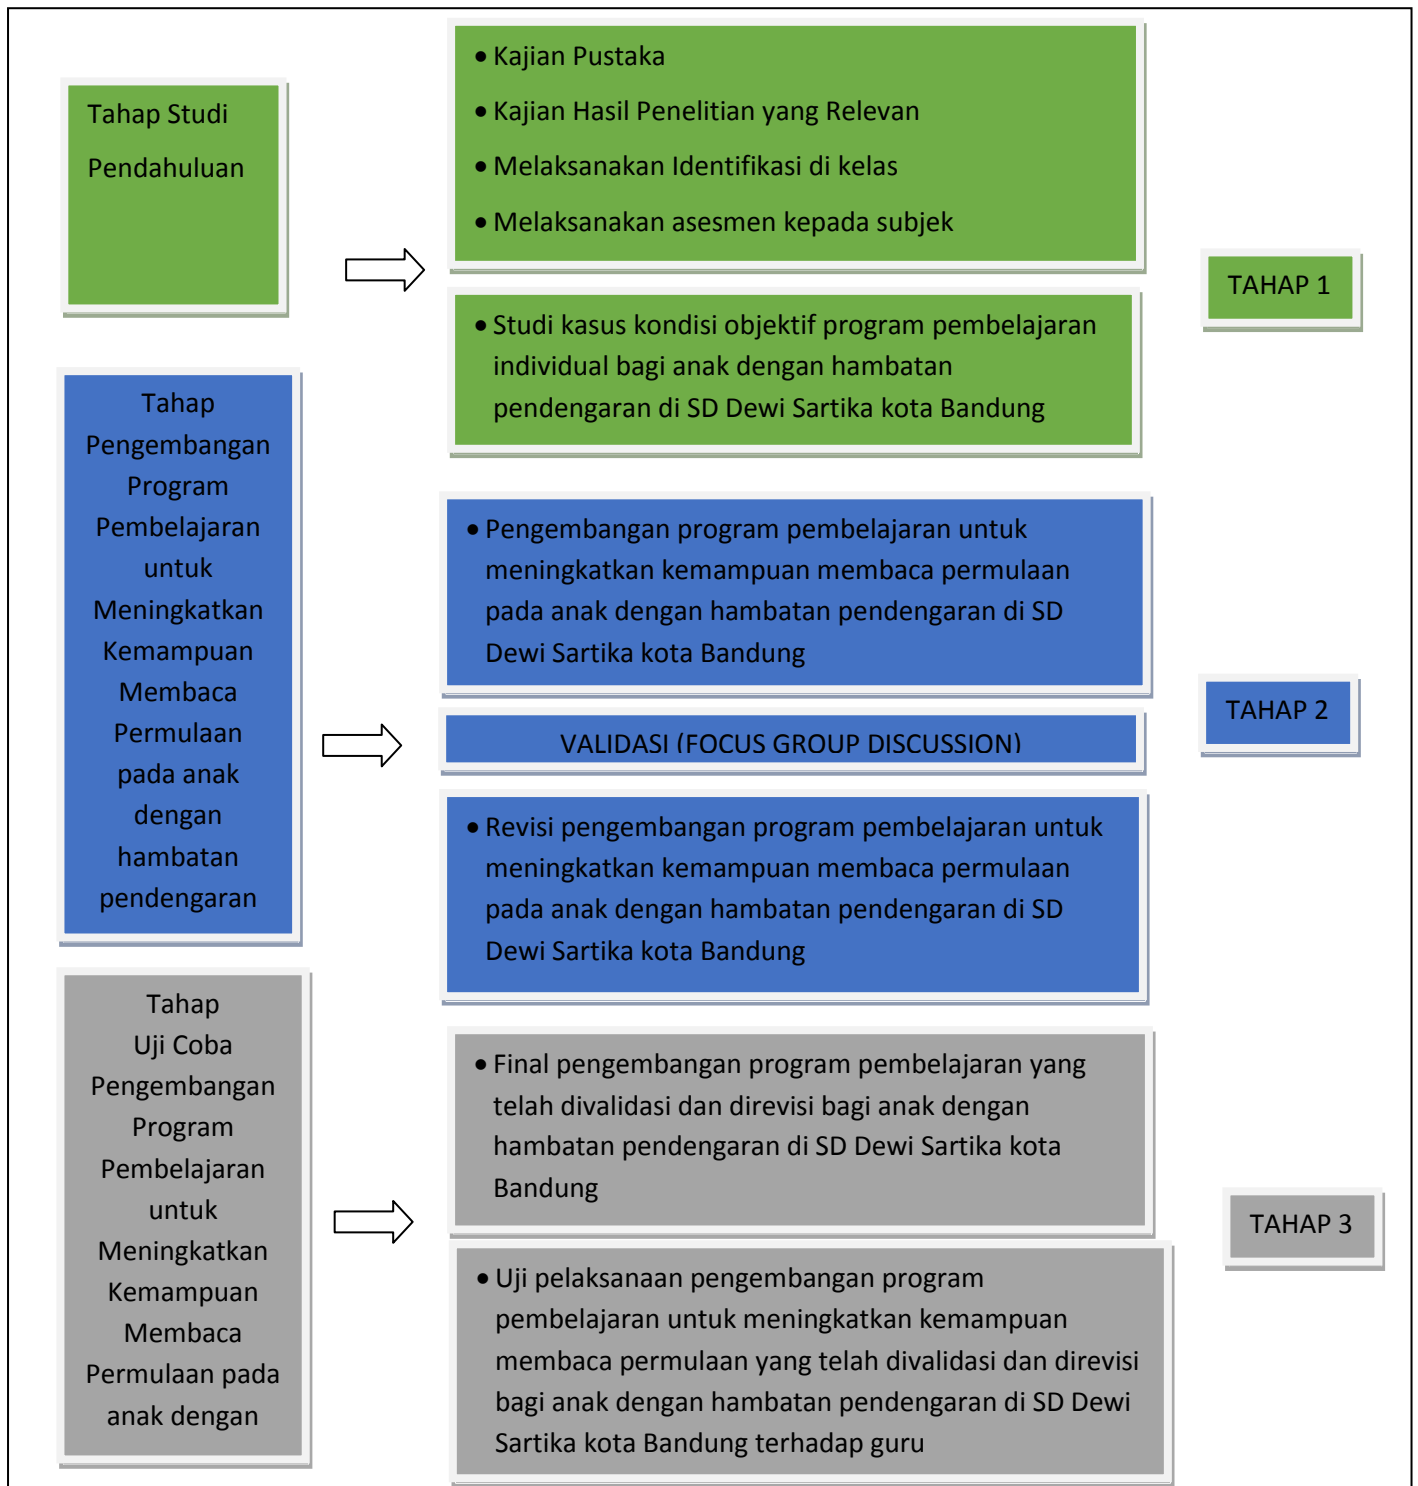 Tahap Studi
Pendahuluan
• Kajian Pustaka
• Kajian Hasil Penelitian yang Relevan
• Melaksanakan Identifikasi di kelas
• Melaksanakan asesmen kepada subjek
• Studi kasus kondisi objektif program pembelajaran
individual bagi anak dengan hambatan
pendengaran di SD Dewi Sartika kota Bandung
TAHAP 1
Tahap
Pengembangan
Program
Pembelajaran
untuk
Meningkatkan
Kemampuan
Membaca
Permulaan
pada anak
dengan
hambatan
pendengaran
• Pengembangan program pembelajaran untuk
meningkatkan kemampuan membaca permulaan
pada anak dengan hambatan pendengaran di SD
Dewi Sartika kota Bandung
VALIDASI (FOCUS GROUP DISCUSSION)
• Revisi pengembangan program pembelajaran untuk
meningkatkan kemampuan membaca permulaan
pada anak dengan hambatan pendengaran di SD
Dewi Sartika kota Bandung
TAHAP 2
Tahap
Uji Coba
Pengembangan
Program
Pembelajaran
untuk
Meningkatkan
Kemampuan
Membaca
Permulaan pada
anak dengan
• Final pengembangan program pembelajaran yang
telah divalidasi dan direvisi bagi anak dengan
hambatan pendengaran di SD Dewi Sartika kota
Bandung
• Uji pelaksanaan pengembangan program
pembelajaran untuk meningkatkan kemampuan
membaca permulaan yang telah divalidasi dan direvisi
bagi anak dengan hambatan pendengaran di SD Dewi
Sartika kota Bandung terhadap guru
TAHAP 3